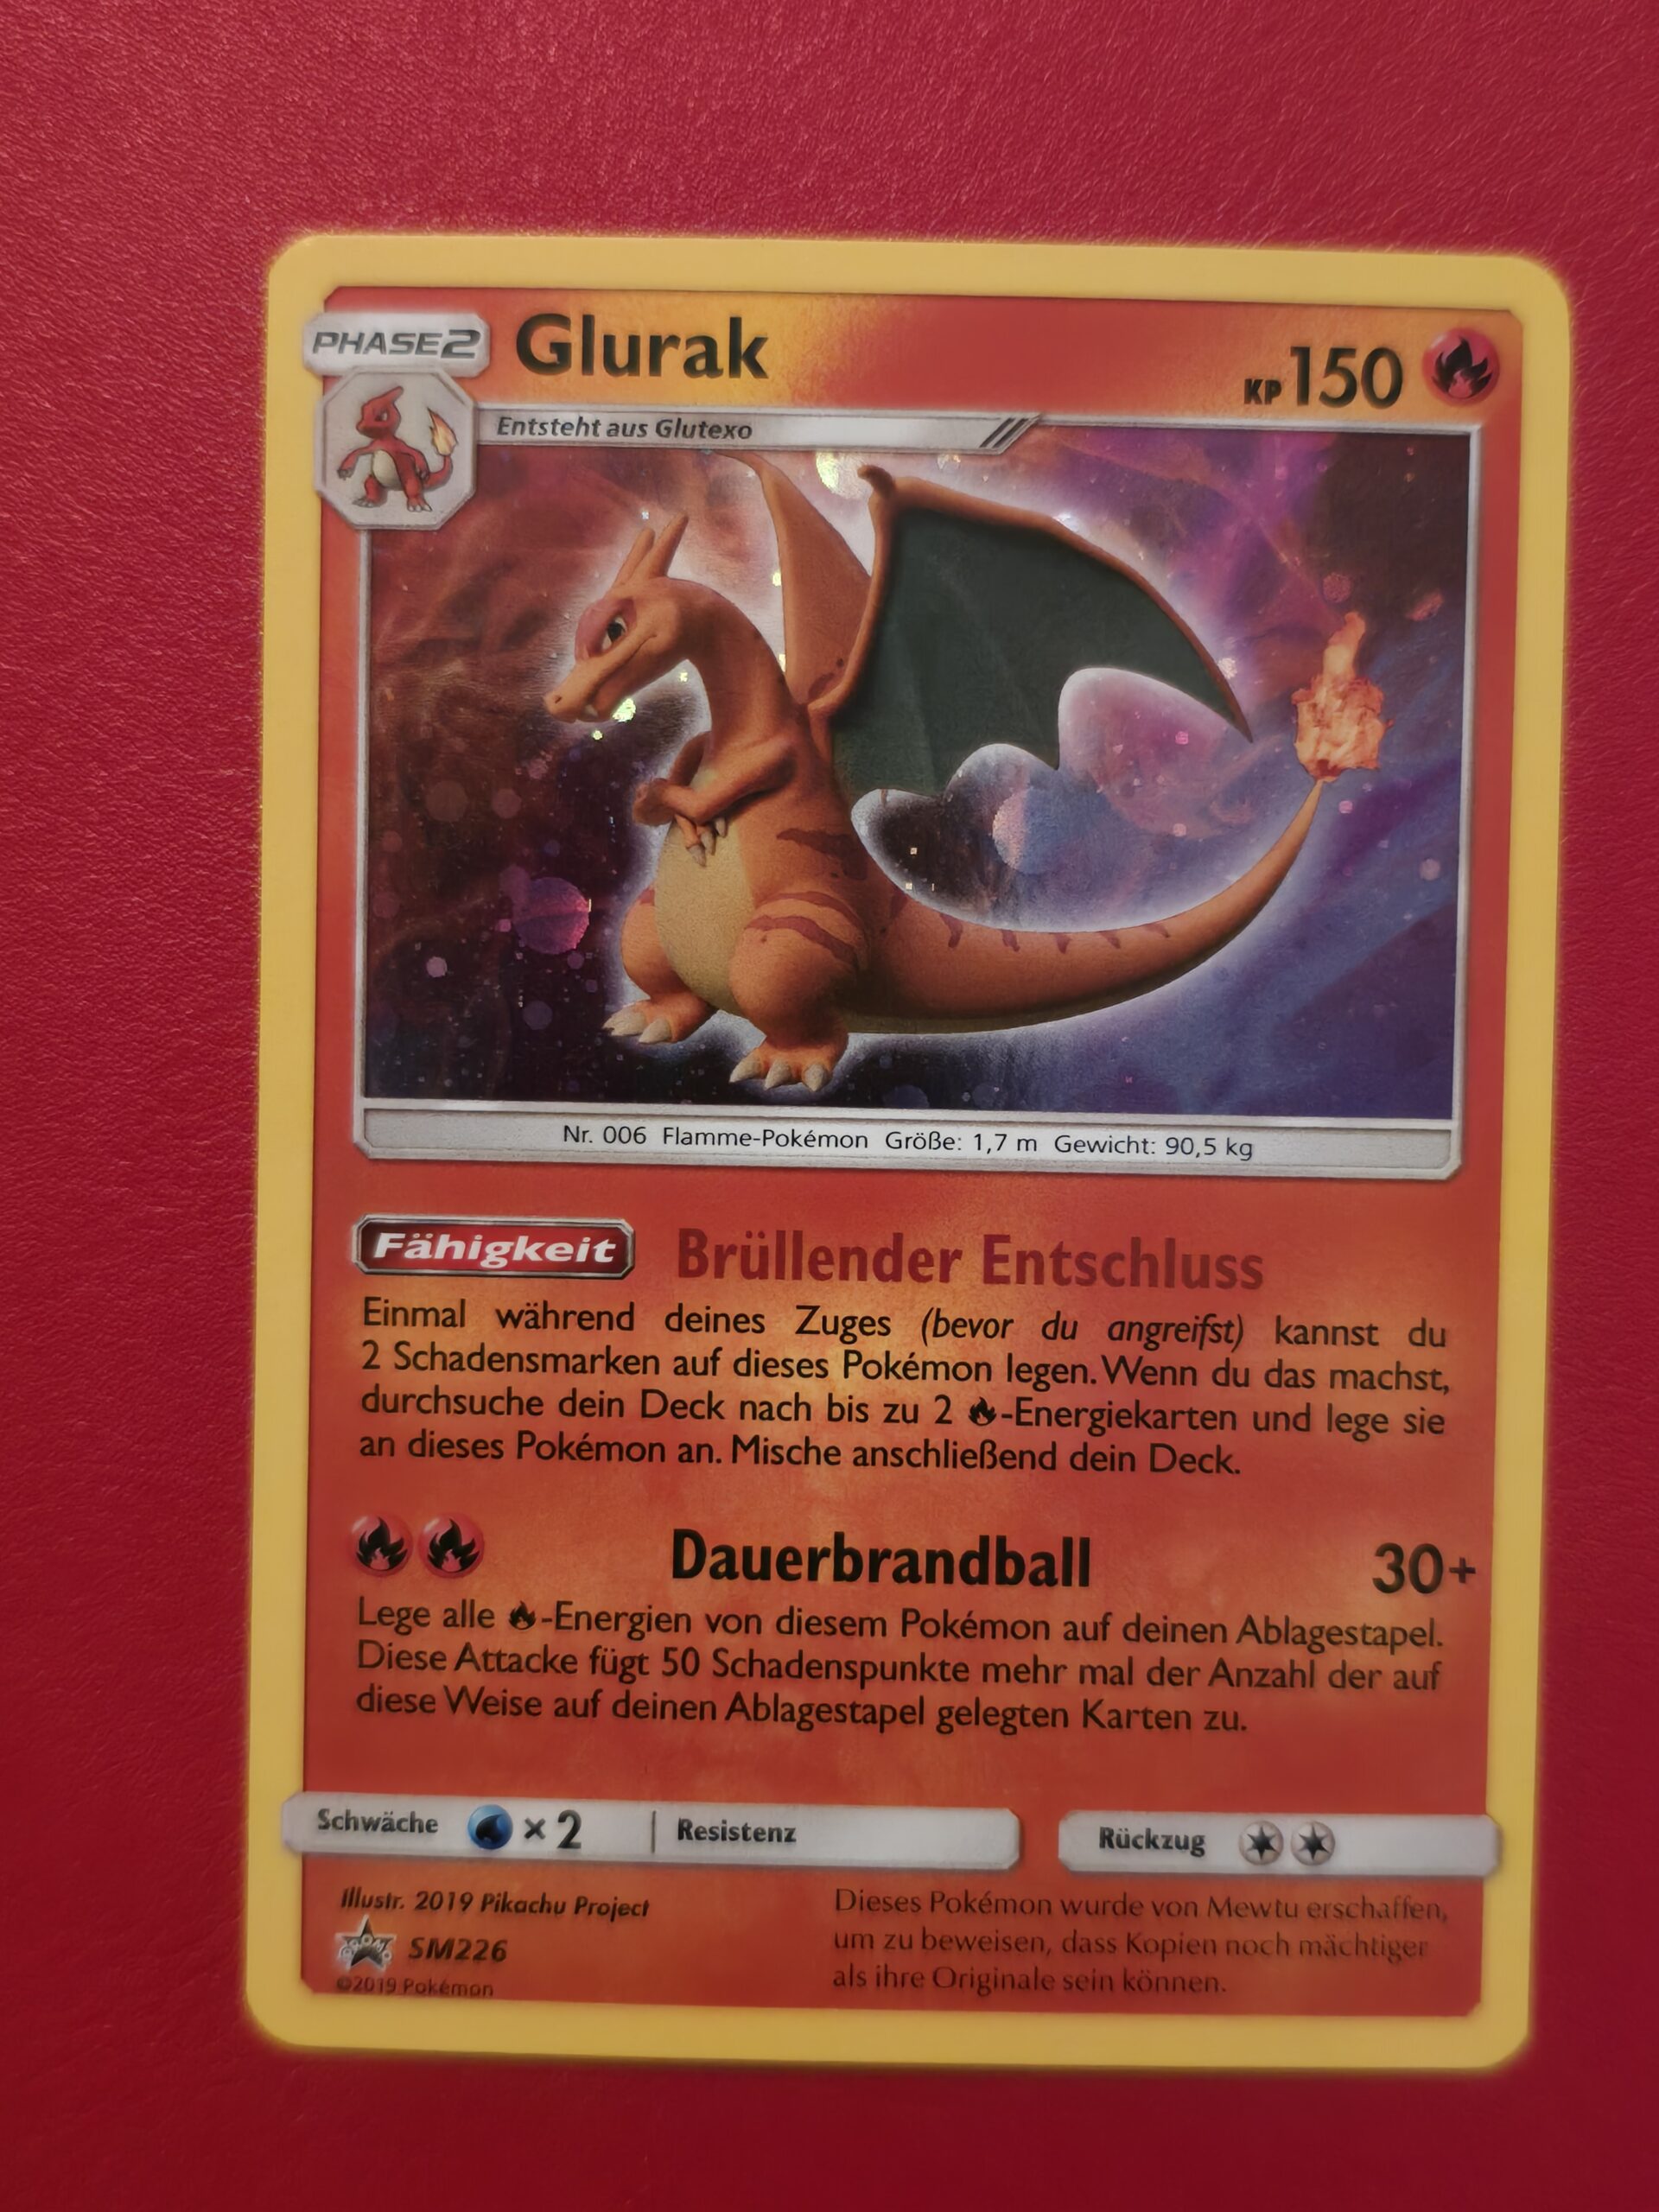 PHASE 2
Glurak
KP 150
Entsteht aus Glutexo
Nr. 006 Flamme-Pokémon Größe: 1,7 m Gewicht: 90,5 kg
Fähigkeit Brüllender Entschluss
Einmal während deines Zuges (bevor du angreifst) kannst du
2 Schadensmarken auf dieses Pokémon legen. Wenn du das machst,
durchsuche dein Deck nach bis zu 2 -Energiekarten und lege sie
an dieses Pokémon an. Mische anschließend dein Deck.
Dauerbrandball 30+
Lege alle -Energien von diesem Pokémon auf deinen Ablagestapel.
Diese Attacke fügt 50 Schadenspunkte mehr mal der Anzahl der auf
diese Weise auf deinen Ablagestapel gelegten Karten zu.
Schwäche × 2 Resistenz Rückzug
Illustr. 2019 Pikachu Project
PROMO SM226
©2019 Pokémon
Dieses Pokémon wurde von Mewtu erschaffen,
um zu beweisen, dass Kopien noch mächtiger
als ihre Originale sein können.